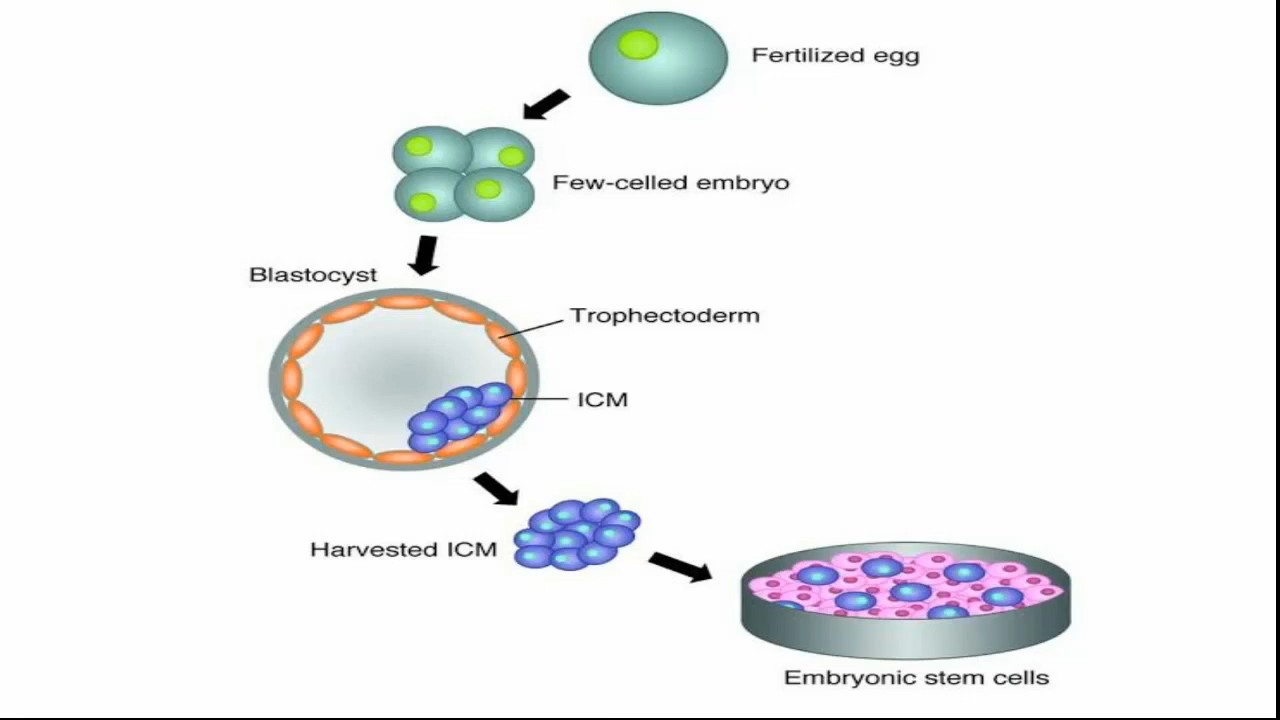 Fertilized egg
Few-celled embryo
Blastocyst
Trophectoderm
ICM
Harvested ICM
Embryonic stem cells